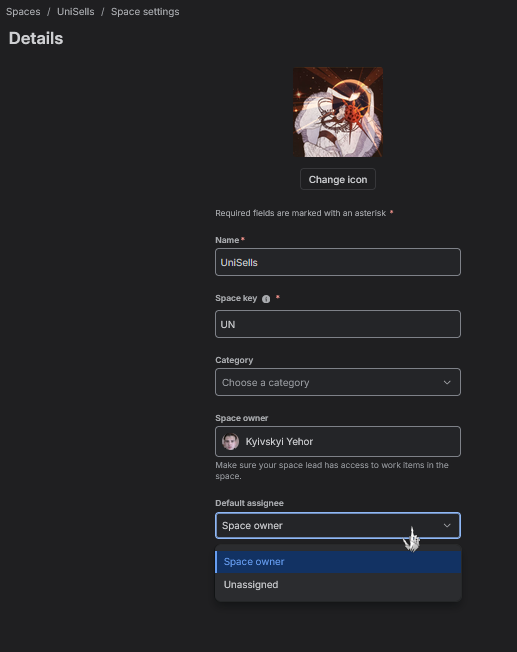 Spaces / UniSells / Space settings
Details
Change icon
Required fields are marked with an asterisk *
Name *
UniSells
Space key *
UN
Category
Choose a category
Space owner
Kyivskyi Yehor
Make sure your space lead has access to work items in the
space.
Default assignee
Space owner
Space owner
Unassigned